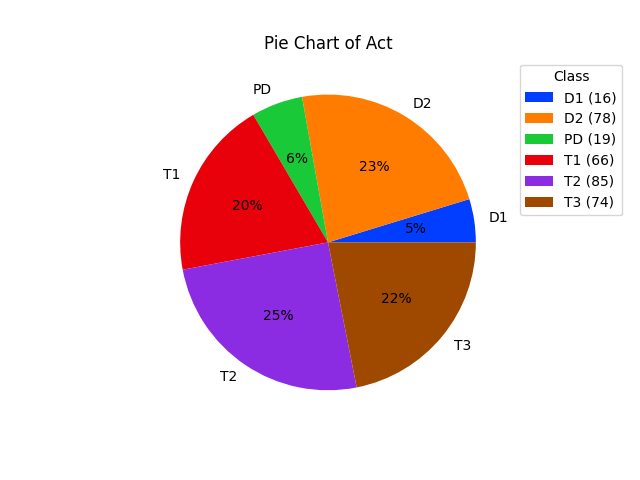 Pie Chart of Act
Class
D1 (16)
D2 (78)
PD (19)
T1 (66)
T2 (85)
T3 (74)
PD
D2
6%
23%
T1
20%
D1
5%
25%
22%
T2
T3